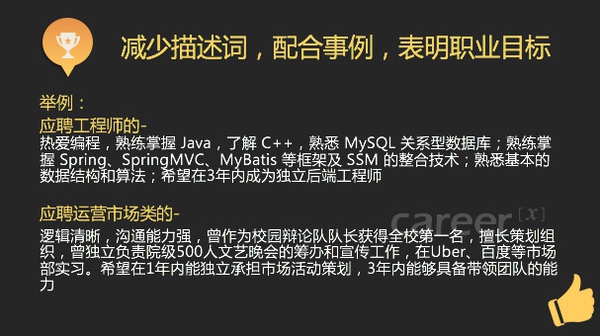 减少描述词，配合事例，表明职业目标
举例：
应聘工程师的-
热爱编程，熟练掌握 Java，了解 C++，熟悉 MySQL 关系型数据库；熟练掌
握 Spring、SpringMVC、MyBatis 等框架及 SSM 的整合技术；熟悉基本的
数据结构和算法；希望在3年内成为独立后端工程师
应聘运营市场类的-
career[x]
逻辑清晰，沟通能力强，曾作为校园辩论队队长获得全校第一名，擅长策划组
织，曾独立负责院级500人文艺晚会的筹办和宣传工作，在Uber、百度等市场
部实习。希望在1年内能独立承担市场活动策划，3年内能够具备带领团队的能
力